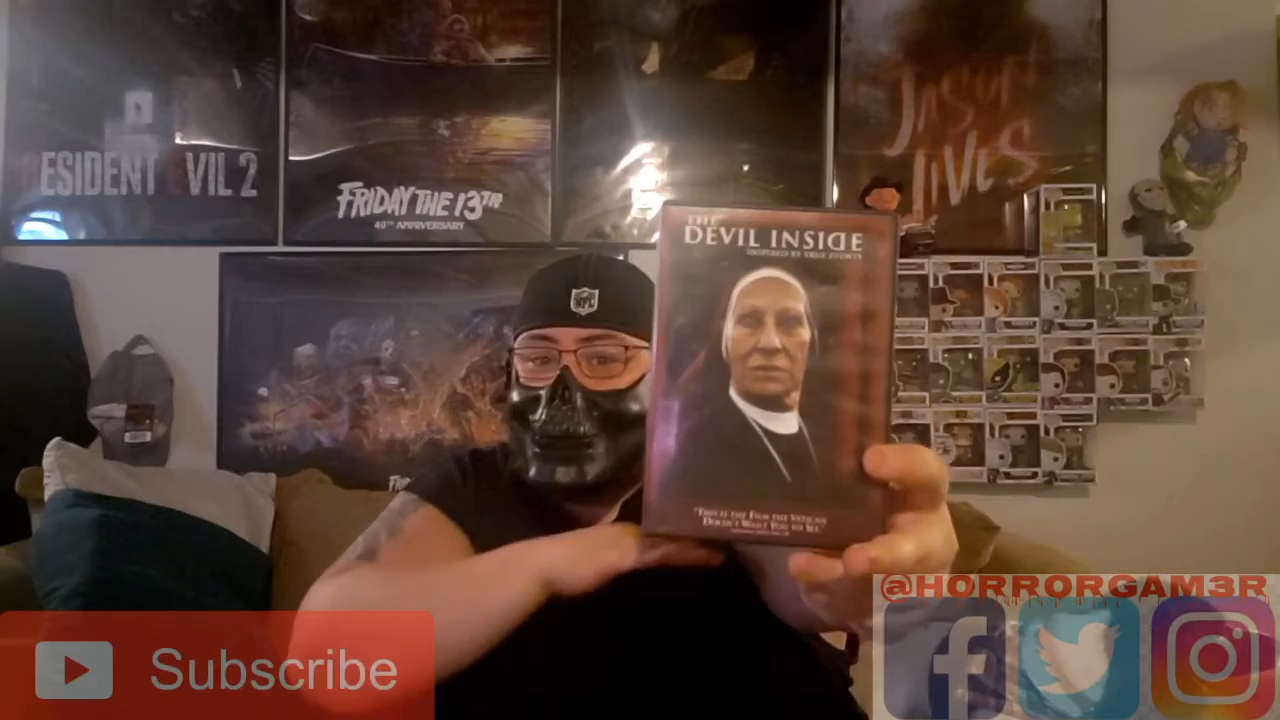 RESIDENT EVIL 2
FRIDAY THE 13TH
40TH ANNIVERSARY
JASON
LIVES
THE
DEVIL INSIDE
INSPIRED BY TRUE EVENTS
NFL
"THIS IS THE FILM THE VATICAN
DOESN'T WANT YOU TO SEE."
@HORRORGAM3R
Subscribe